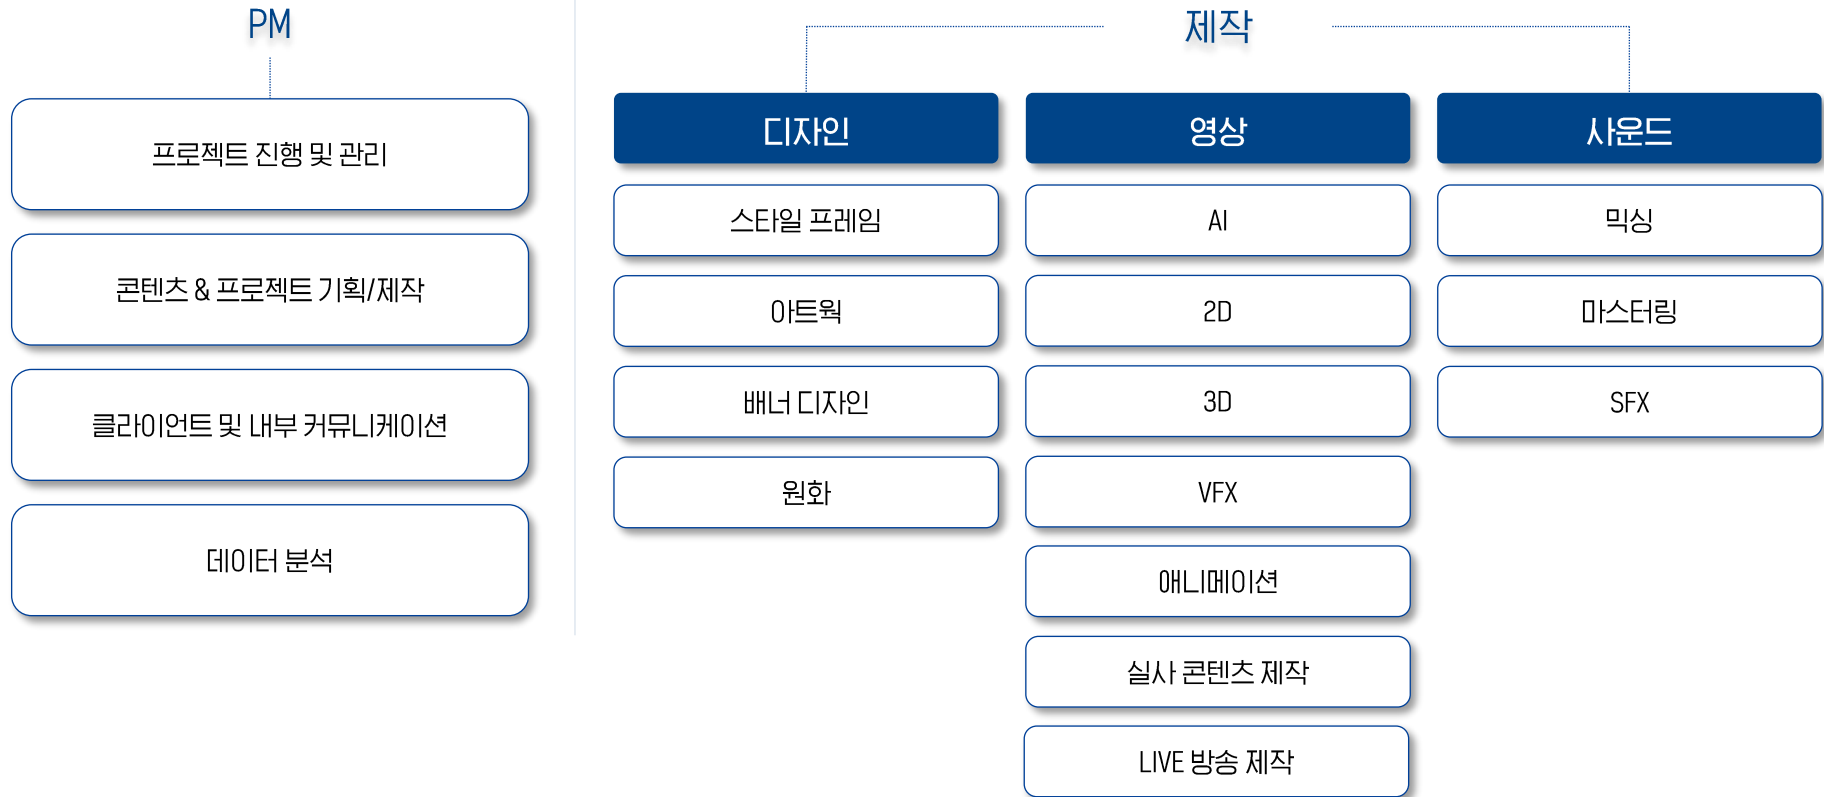 PM
프로젝트 진행 및 관리
콘텐츠 & 프로젝트 기획/제작
클라이언트 및 내부 커뮤니케이션
데이터 분석
제작
디자인
스타일 프레임
아트웍
배너 디자인
원화
영상
AI
2D
3D
VFX
애니메이션
실사 콘텐츠 제작
LIVE 방송 제작
사운드
믹싱
마스터링
SFX